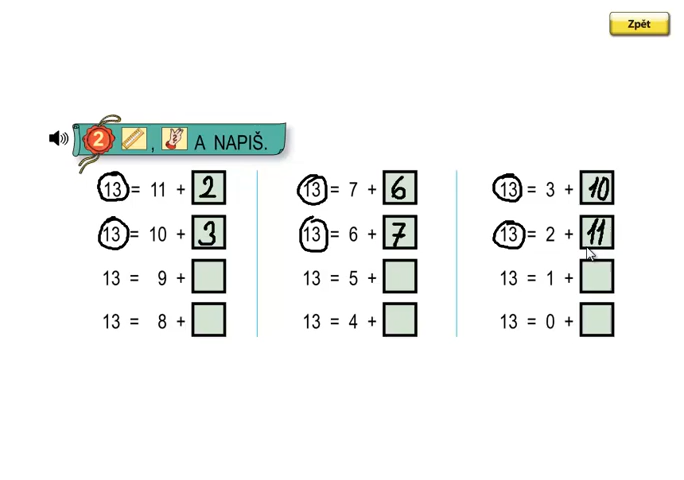 Zpět
2 , A NAPIŠ.
13 = 11 + 2
13 = 10 + 3
13 = 9 +
13 = 8 +
13 = 7 + 6
13 = 6 + 7
13 = 5 +
13 = 4 +
13 = 3 + 10
13 = 2 + 11
13 = 1 +
13 = 0 +